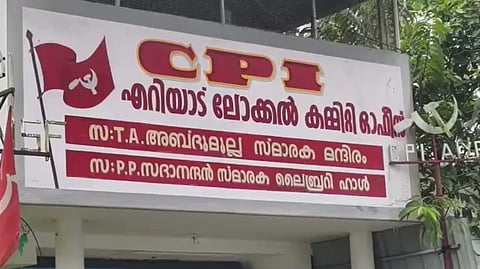 CPI
എറിയാട് ലോക്കൽ കമ്മിറ്റി ഓഫീസ്
സ:T.A.അബ്ദുമുല്ല സ്മാരക മന്ദിരം
സ:P.P.സദാനന്ദൻ സ്മാരക ലൈബ്രറി ഹാൾ